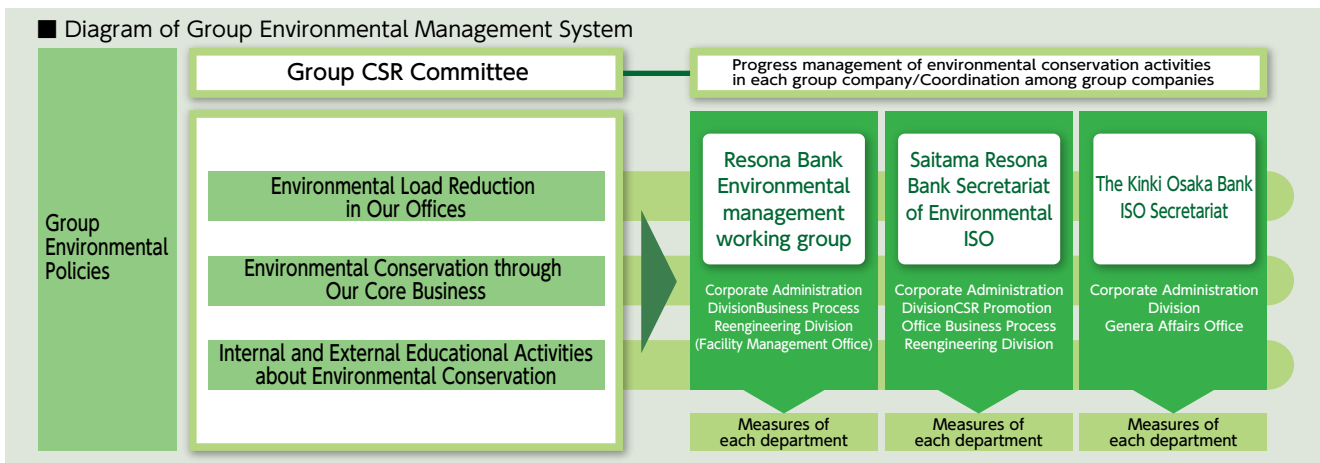 ■ Diagram of Group Environmental Management System
Group
Environmental
Policies
Group CSR Committee
Progress management of environmental conservation activities
in each group company/Coordination among group companies
Environmental Load Reduction
in Our Offices
Environmental Conservation through
Our Core Business
Internal and External Educational Activities
about Environmental Conservation
Resona Bank
Environmental
management
working group
Corporate Administration
DivisionBusiness Process
Reengineering Division
(Facility Management Office)
Measures of
each department
Saitama Resona
Bank Secretariat
of Environmental
ISO
Corporate Administration
DivisionCSR Promotion
Office Business Process
Reengineering Division
Measures of
each department
The Kinki Osaka Bank
ISO Secretariat
Corporate Administration
Division
Genera Affairs Office
Measures of
each department